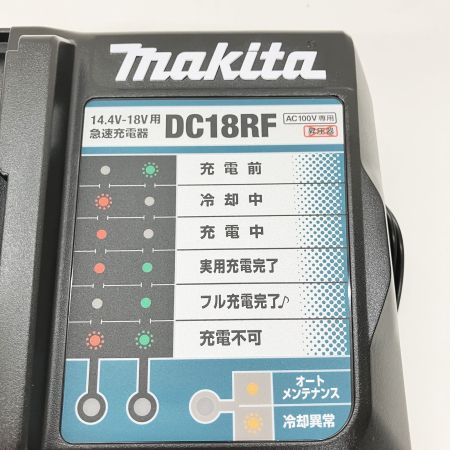 makita
14.4V-18V用
急速充電器
DC18RF
AC100V専用
昇圧器
充電前
冷却中
充電中
実用充電完了
フル充電完了♪
充電不可
オート
メンテナンス
冷却異常